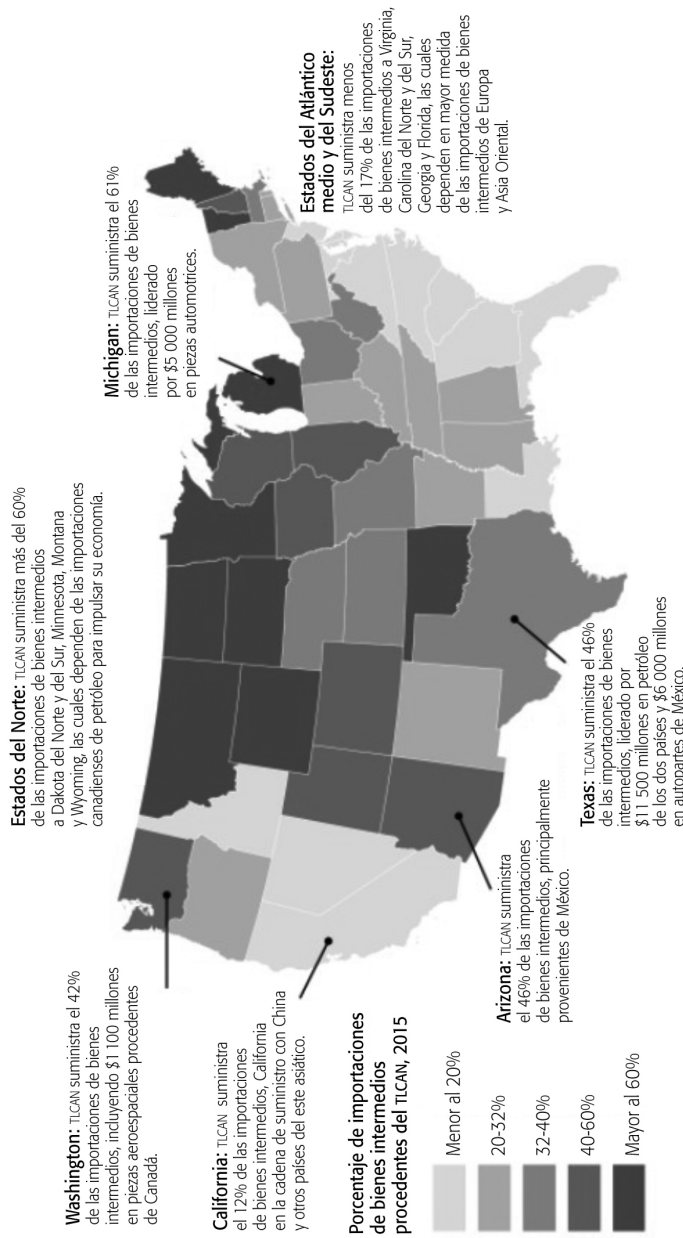 Washington: TLCAN suministra el 42%
de las importaciones de bienes
intermedios, incluyendo $1 100 millones
en piezas aeroespaciales procedentes
de Canadá.
Estados del Norte: TLCAN suministra más del 60%
de las importaciones de bienes intermedios
a Dakota del Norte y del Sur, Minnesota, Montana
y Wyoming, las cuales dependen de las importaciones
canadienses de petróleo para impulsar su economía.
Michigan: TLCAN suministra el 61%
de las importaciones de bienes
intermedios, liderado
por $5 000 millones
en piezas automotrices.
Estados del Atlántico
medio y del Sudeste:
TLCAN suministra menos
del 17% de las importaciones
de bienes intermedios a Virginia,
Carolina del Norte y del Sur,
Georgia y Florida, las cuales
dependen en mayor medida
de las importaciones de bienes
intermedios de Europa
y Asia Oriental.
California: TLCAN suministra
el 12% de las importaciones
de bienes intermedios, California
en la cadena de suministro con China
y otros países del este asiático.
Arizona: TLCAN suministra
el 46% de las importaciones
de bienes intermedios, principalmente
provenientes de México.
Texas: TLCAN suministra el 46%
de las importaciones de bienes
intermedios, liderado por
$11 500 millones en petróleo
de los dos países y $6 000 millones
en autopartes de México.
Porcentaje de importaciones
de bienes intermedios
procedentes del TLCAN, 2015
Menor al 20%
20-32%
32-40%
40-60%
Mayor al 60%